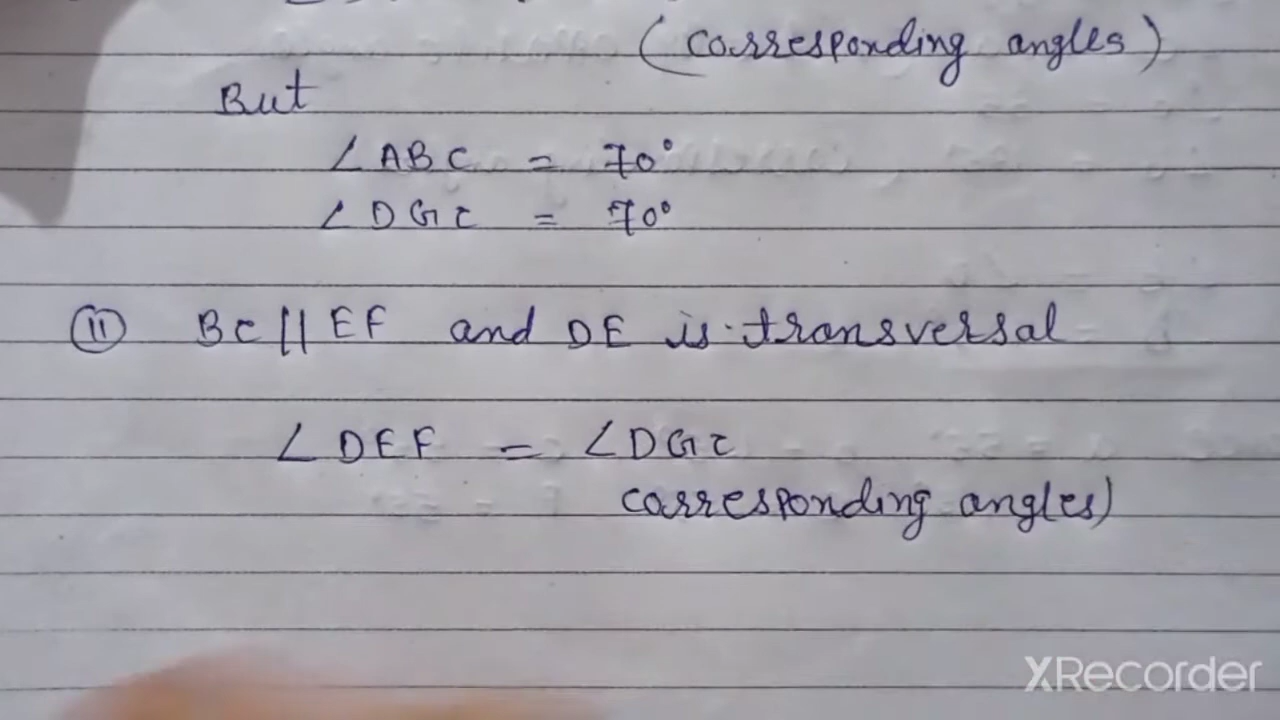 (corresponding angles)
But
∠ABC = 70°
∠DGC = 70°
(ii) BC || EF and DE is transversal
∠DEF = ∠DGC
corresponding angles)
XRecorder